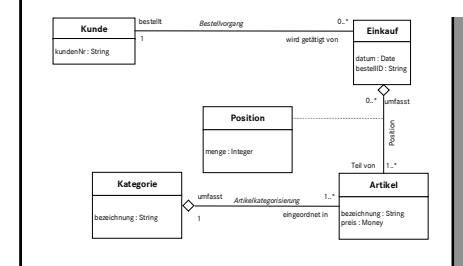 bestellt Bestellvorgang 0..*
Kunde
1 wird getätigt von
Einkauf
kundenNr : String
datum : Date
bestellID : String
0..* umfasst
Position
Position
menge : Integer
Teil von 1..*
Kategorie
umfasst Artikelkategorisierung 1..*
Artikel
bezeichnung : String
1 eingeordnet in
bezeichnung : String
preis : Money